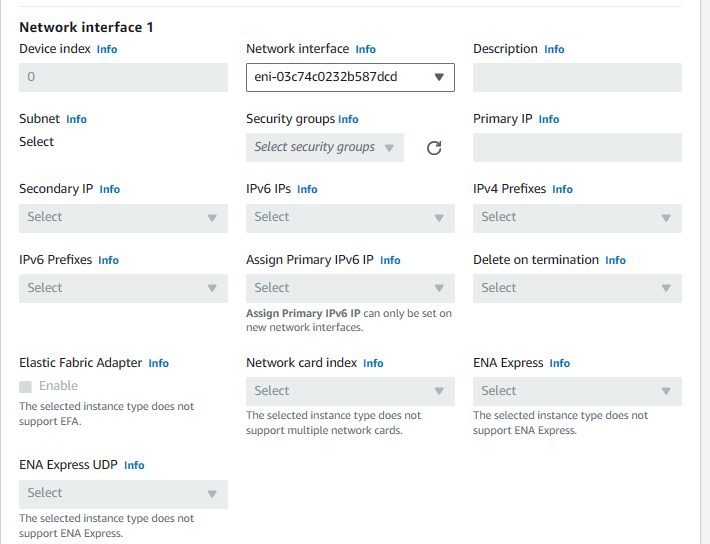 Network interface 1
Device index Info
Network interface Info
Description Info
0
eni-03c74c0232b587dcd
Subnet Info
Security groups Info
Primary IP Info
Select
Select security groups
Secondary IP Info
IPv6 IPs Info
IPv4 Prefixes Info
Select
Select
Select
IPv6 Prefixes Info
Assign Primary IPv6 IP Info
Delete on termination Info
Select
Select
Select
Assign Primary IPv6 IP can only be set on
new network interfaces.
Elastic Fabric Adapter Info
Network card index Info
ENA Express Info
Enable
Select
Select
The selected instance type does not
support EFA.
The selected instance type does not
support multiple network cards.
The selected instance type does not
support ENA Express.
ENA Express UDP Info
Select
The selected instance type does not
support ENA Express.